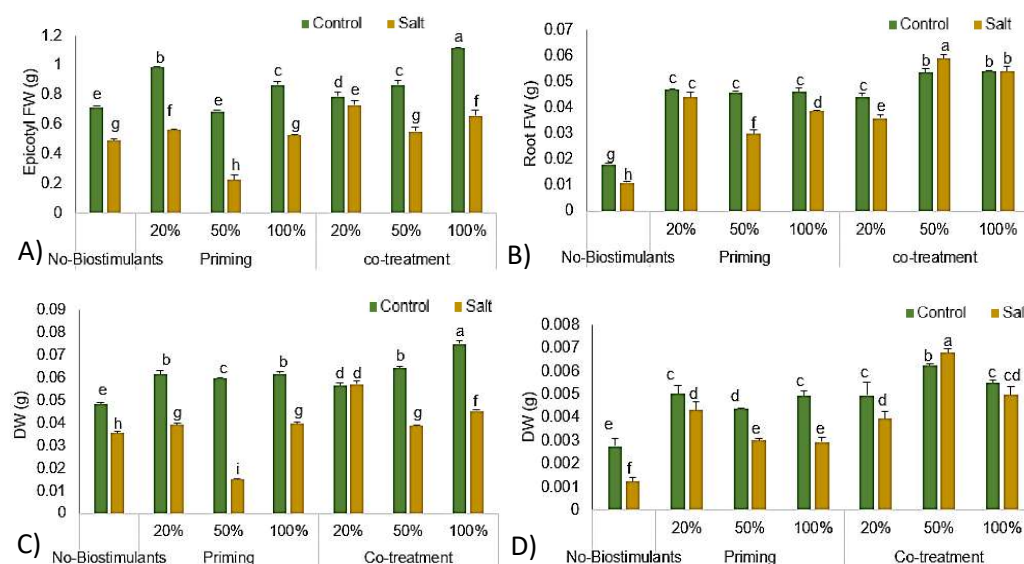 Control Salt
Epicotyl FW (g)
1.2
1
0.8
0.6
0.4
0.2
0
e g b f h c g d e c g a f
20% 50% 100% 20% 50% 100%
No-Biostimulants Priming co-treatment
A)
Control Salt
Root FW (g)
0.07
0.06
0.05
0.04
0.03
0.02
0.01
0
g h c c c f c d c e b a b b
20% 50% 100% 20% 50% 100%
No-Biostimulants Priming co-treatment
B)
Control Salt
DW (g)
0.09
0.08
0.07
0.06
0.05
0.04
0.03
0.02
0.01
0
e h b g c i b g d d b g a f
20% 50% 100% 20% 50% 100%
No-Biostimulants Priming Co-treatment
C)
Control Sal
DW (g)
0.008
0.007
0.006
0.005
0.004
0.003
0.002
0.001
0
e f c d d e c e c d b a c cd
20% 50% 100% 20% 50% 100%
No-Biostimulants Priming Co-treatment
D)